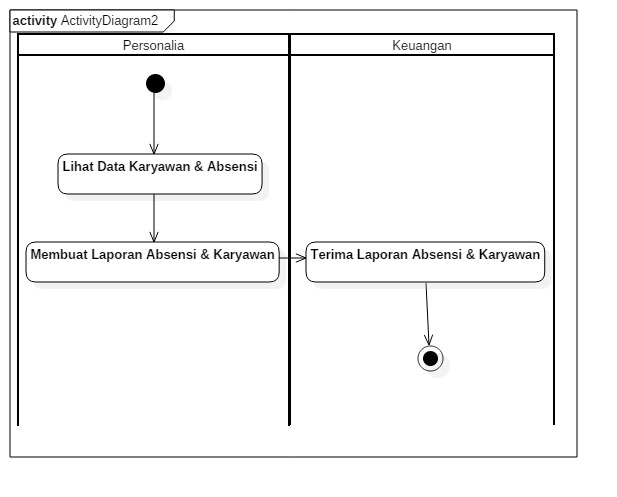 activity ActivityDiagram2
Personalia
Keuangan
Lihat Data Karyawan & Absensi
Membuat Laporan Absensi & Karyawan
Terima Laporan Absensi & Karyawan